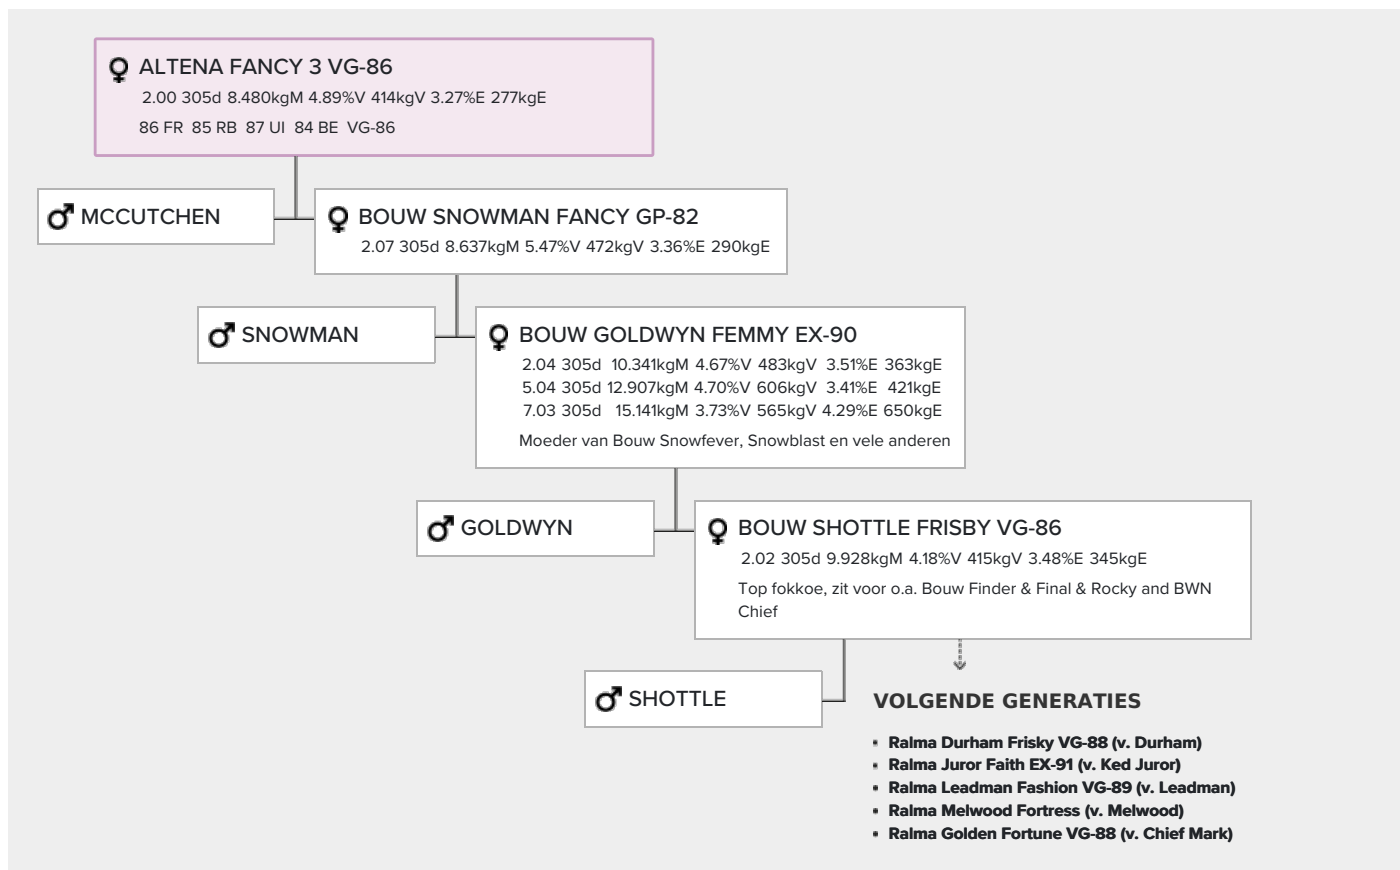 ALTENA FANCY 3 VG-86
2.00 305d 8.480kgM 4.89%V 414kgV 3.27%E 277kgE
86 FR 85 RB 87 UI 84 BE VG-86
MCCUTCHEN
BOUW SNOWMAN FANCY GP-82
2.07 305d 8.637kgM 5.47%V 472kgV 3.36%E 290kgE
SNOWMAN
BOUW GOLDWYN FEMMY EX-90
2.04 305d 10.341kgM 4.67%V 483kgV 3.51%E 363kgE
5.04 305d 12.907kgM 4.70%V 606kgV 3.41%E 421kgE
7.03 305d 15.141kgM 3.73%V 565kgV 4.29%E 650kgE
Moeder van Bouw Snowfever, Snowblast en vele anderen
GOLDWYN
BOUW SHOTTLE FRISBY VG-86
2.02 305d 9.928kgM 4.18%V 415kgV 3.48%E 345kgE
Top fokkoe, zit voor o.a. Bouw Finder & Final & Rocky and BWN
Chief
SHOTTLE
VOLGENDE GENERATIES
Ralma Durham Frisky VG-88 (v. Durham)
Ralma Juror Faith EX-91 (v. Ked Juror)
Ralma Leadman Fashion VG-89 (v. Leadman)
Ralma Melwood Fortress (v. Melwood)
Ralma Golden Fortune VG-88 (v. Chief Mark)